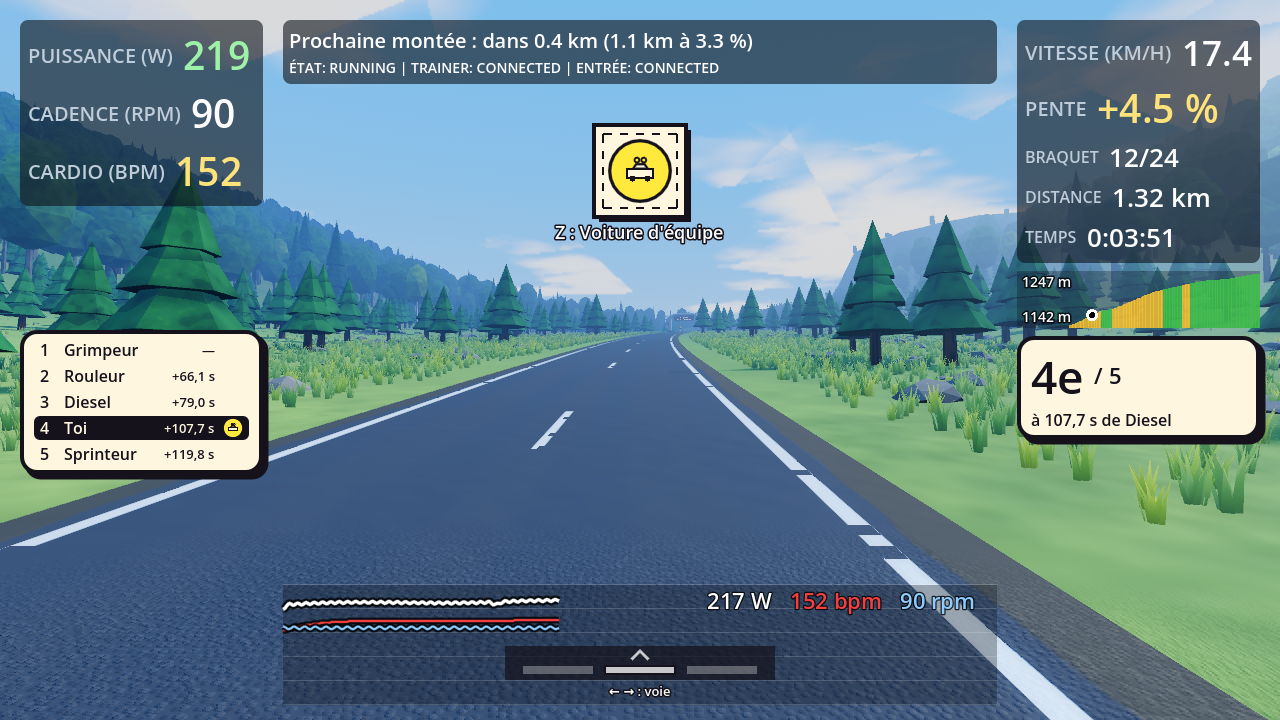 PUISSANCE (W) 219
CADENCE (RPM) 90
CARDIO (BPM) 152
Prochaine montée : dans 0.4 km (1.1 km à 3.3 %)
ÉTAT: RUNNING | TRAINER: CONNECTED | ENTRÉE: CONNECTED
Z : Voiture d'équipe
VITESSE (KM/H) 17.4
PENTE +4.5 %
BRAQUET 12/24
DISTANCE 1.32 km
TEMPS 0:03:51
1247 m
1142 m
4e / 5
à 107,7 s de Diesel
1 Grimpeur —
2 Rouleur +66,1 s
3 Diesel +79,0 s
4 Toi +107,7 s
5 Sprinteur +119,8 s
217 W 152 bpm 90 rpm
← → : voie